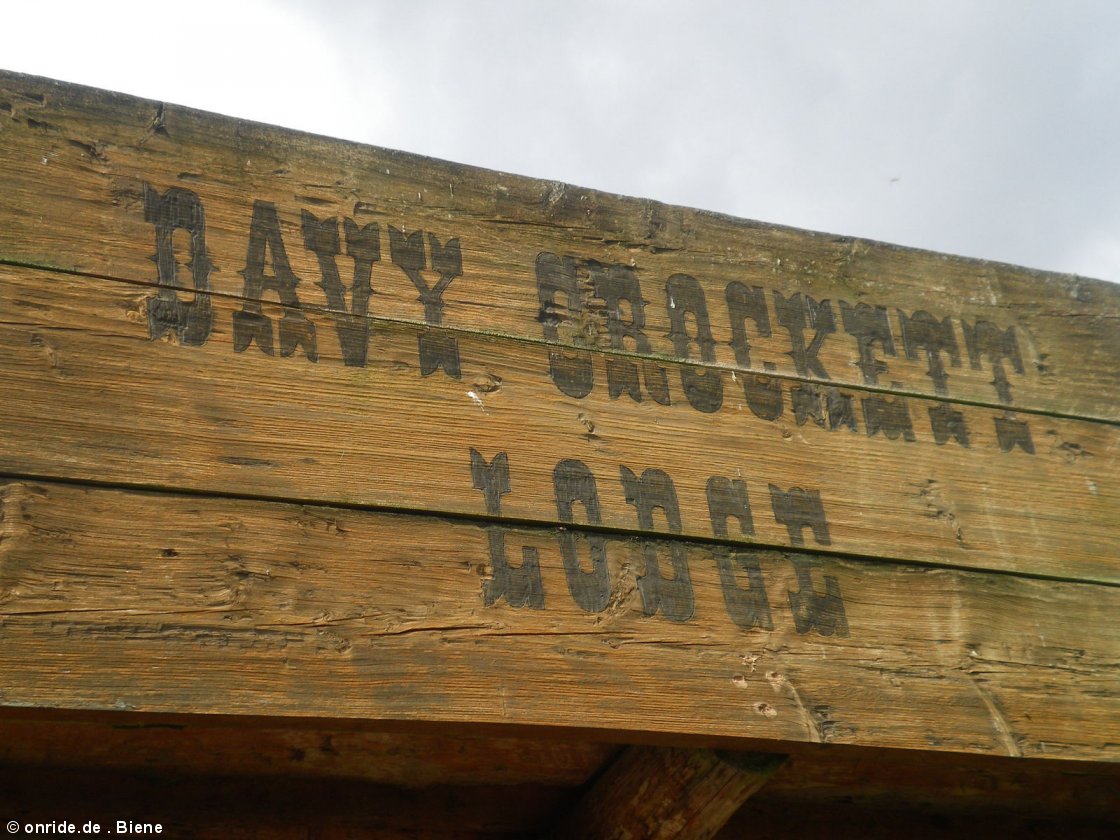 DAVY CROCKETT
LODGE
© onride.de . Biene